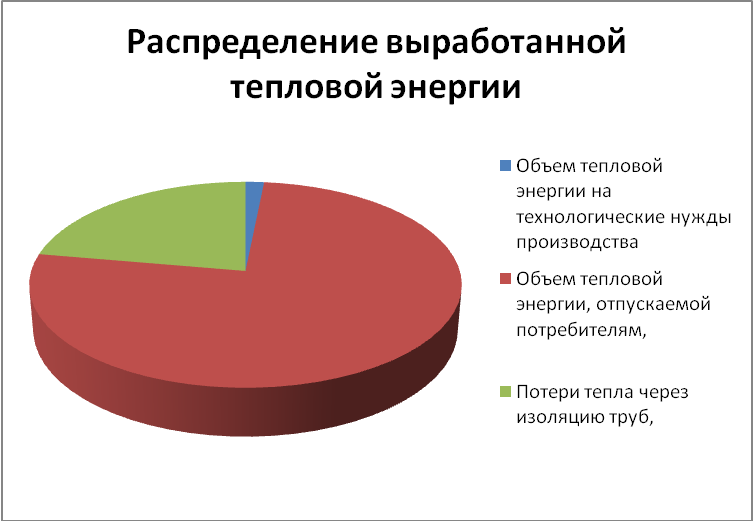 Распределение выработанной
тепловой энергии
Объем тепловой
энергии на
технологические нужды
производства
Объем тепловой
энергии, отпускаемой
потребителям,
Потери тепла через
изоляцию труб,